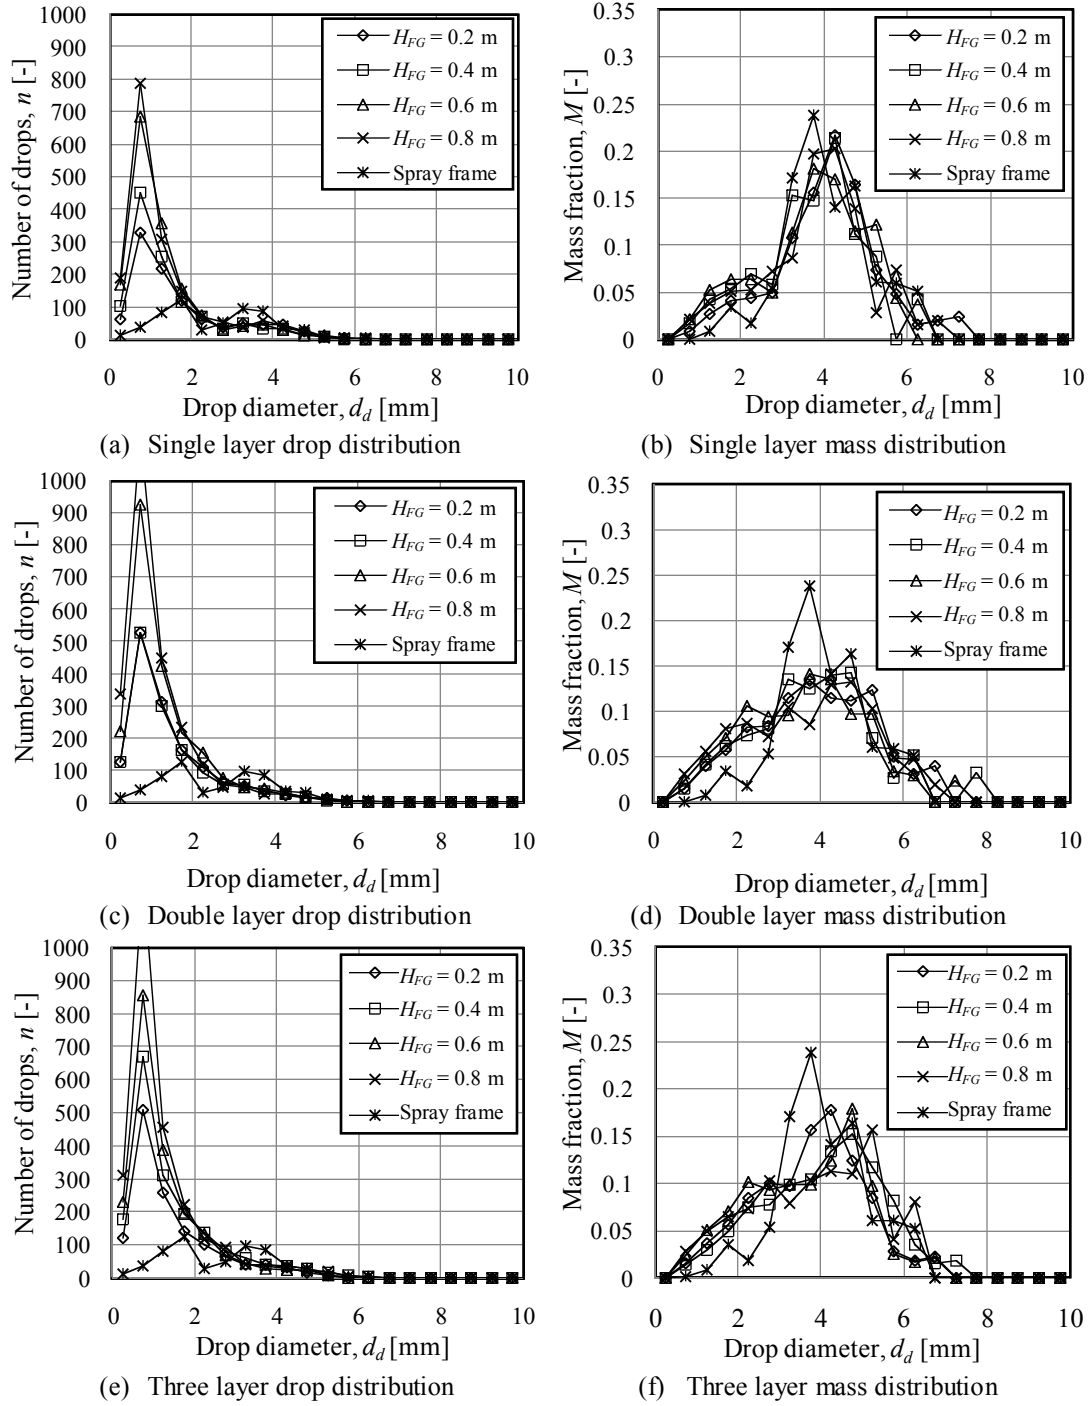 1000
900
800
700
600
500
400
300
200
100
0
Number of drops, n [-]
H_FG = 0.2 m
H_FG = 0.4 m
H_FG = 0.6 m
H_FG = 0.8 m
Spray frame
0 2 4 6 8 10
Drop diameter, d_d [mm]
(a) Single layer drop distribution
0.35
0.3
0.25
0.2
0.15
0.1
0.05
0
Mass fraction, M [-]
H_FG = 0.2 m
H_FG = 0.4 m
H_FG = 0.6 m
H_FG = 0.8 m
Spray frame
0 2 4 6 8 10
Drop diameter, d_d [mm]
(b) Single layer mass distribution
1000
900
800
700
600
500
400
300
200
100
0
Number of drops, n [-]
H_FG = 0.2 m
H_FG = 0.4 m
H_FG = 0.6 m
H_FG = 0.8 m
Spray frame
0 2 4 6 8 10
Drop diameter, d_d [mm]
(c) Double layer drop distribution
0.35
0.3
0.25
0.2
0.15
0.1
0.05
0
Mass fraction, M [-]
H_FG = 0.2 m
H_FG = 0.4 m
H_FG = 0.6 m
H_FG = 0.8 m
Spray frame
0 2 4 6 8 10
Drop diameter, d_d [mm]
(d) Double layer mass distribution
1000
900
800
700
600
500
400
300
200
100
0
Number of drops, n [-]
H_FG = 0.2 m
H_FG = 0.4 m
H_FG = 0.6 m
H_FG = 0.8 m
Spray frame
0 2 4 6 8 10
Drop diameter, d_d [mm]
(e) Three layer drop distribution
0.35
0.3
0.25
0.2
0.15
0.1
0.05
0
Mass fraction, M [-]
H_FG = 0.2 m
H_FG = 0.4 m
H_FG = 0.6 m
H_FG = 0.8 m
Spray frame
0 2 4 6 8 10
Drop diameter, d_d [mm]
(f) Three layer mass distribution